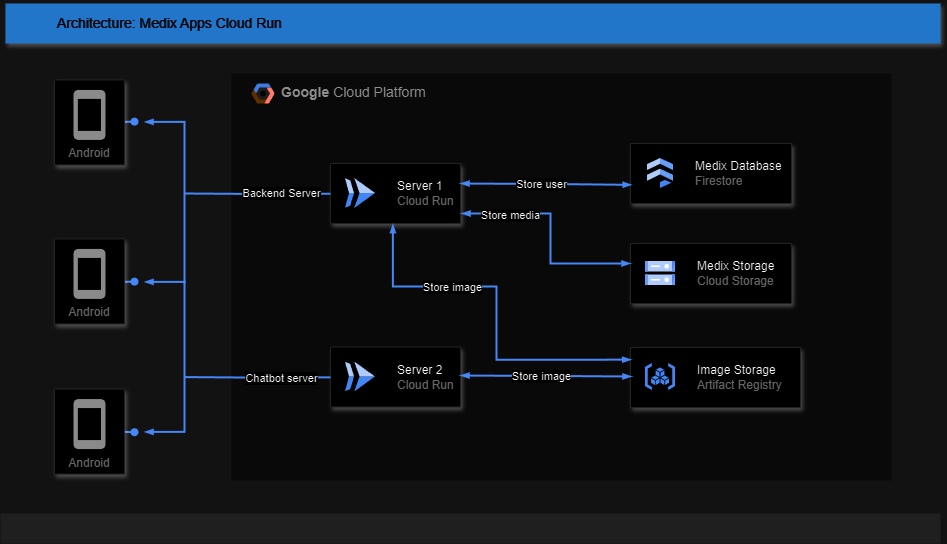 Architecture: Medix Apps Cloud Run
Google Cloud Platform
Android
Backend Server
Server 1
Cloud Run
Store user
Medix Database
Firestore
Store media
Android
Store image
Medix Storage
Cloud Storage
Chatbot server
Server 2
Cloud Run
Store image
Image Storage
Artifact Registry
Android